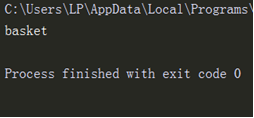 C:\Users\LP\AppData\Local\Programs\
basket
Process finished with exit code 0